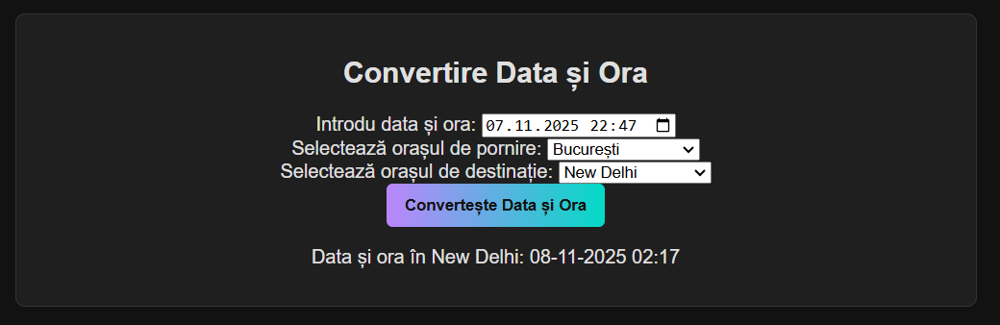 Convertire Data și Ora
Introdu data și ora: 07.11.2025 22:47
Selectează orașul de pornire: București
Selectează orașul de destinație: New Delhi
Convertește Data și Ora
Data și ora în New Delhi: 08-11-2025 02:17